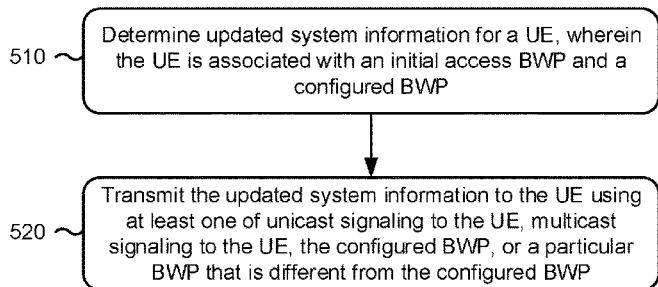 510
Determine updated system information for a UE, wherein
the UE is associated with an initial access BWP and a
configured BWP
520
Transmit the updated system information to the UE using
at least one of unicast signaling to the UE, multicast
signaling to the UE, the configured BWP, or a particular
BWP that is different from the configured BWP